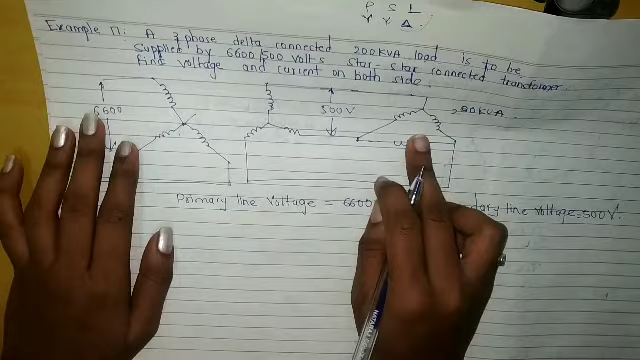 P S L
Y Y Δ
Example 17: A 3 phase delta connected 200KVA load is to be
supplied by 6600/500 volts star-star connected transformer.
find voltage and current on both side.
6600
500V
200KVA
Primary line voltage = 6600 dary line voltage=500V.